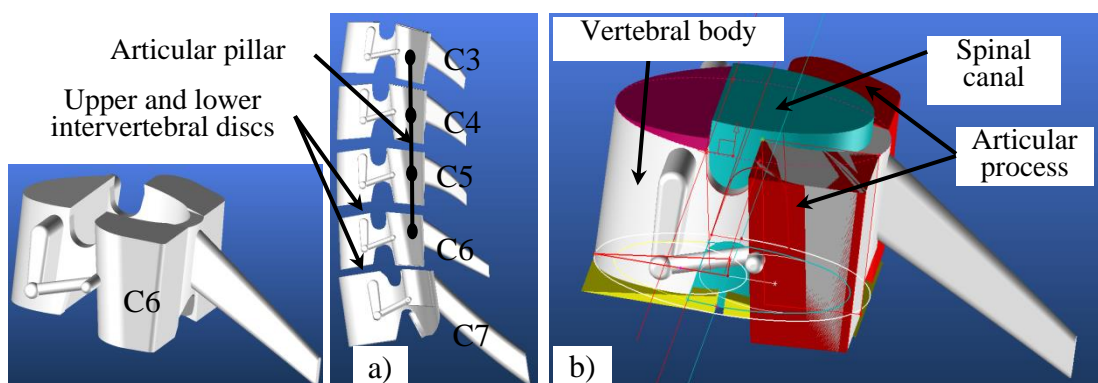 Articular pillar
Upper and lower
intervertebral discs
C6
C3
C4
C5
C6
C7
a)
Vertebral body
Spinal
canal
Articular
process
b)